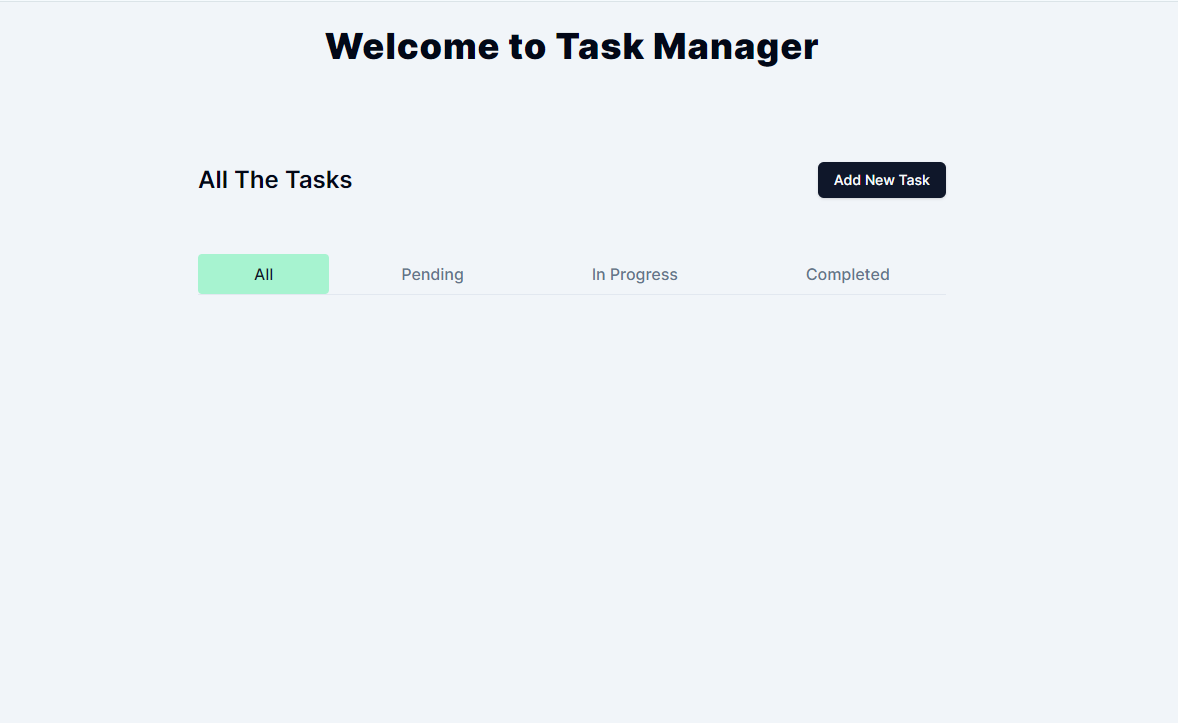 Welcome to Task Manager
All The Tasks
Add New Task
All
Pending
In Progress
Completed